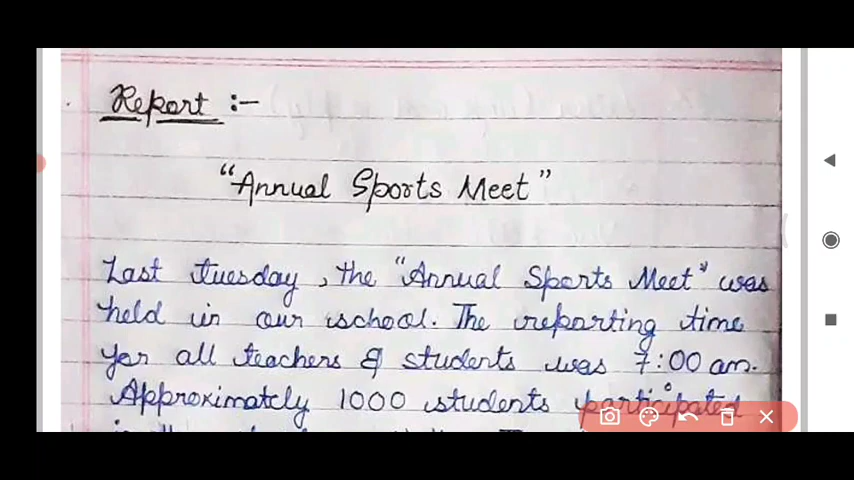 Report :-
"Annual Sports Meet"
Last tuesday, the "Annual Sports Meet" was
held in our school. The reporting time
for all teachers & students was 7:00 am.
Approximately 1000 students participated